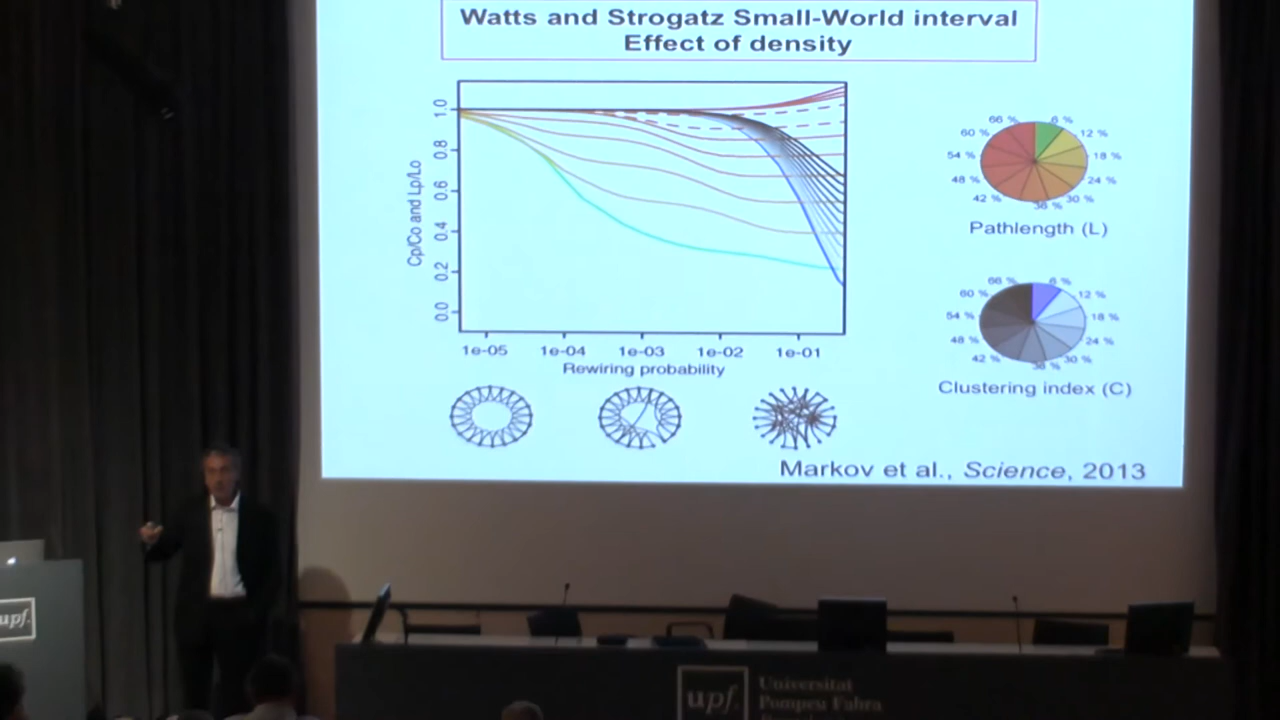 Watts and Strogatz Small-World interval
Effect of density
Cp/Co and Lp/Lo
1.0
0.8
0.6
0.4
0.2
0.0
1e-05 1e-04 1e-03 1e-02 1e-01
Rewiring probability
66 % 6 %
60 % 12 %
54 % 18 %
48 % 24 %
42 % 30 %
36 %
Pathlength (L)
66 % 6 %
60 % 12 %
54 % 18 %
48 % 24 %
42 % 30 %
36 %
Clustering index (C)
Markov et al., Science, 2013
upf.
upf.
Universitat
Pompeu Fabra